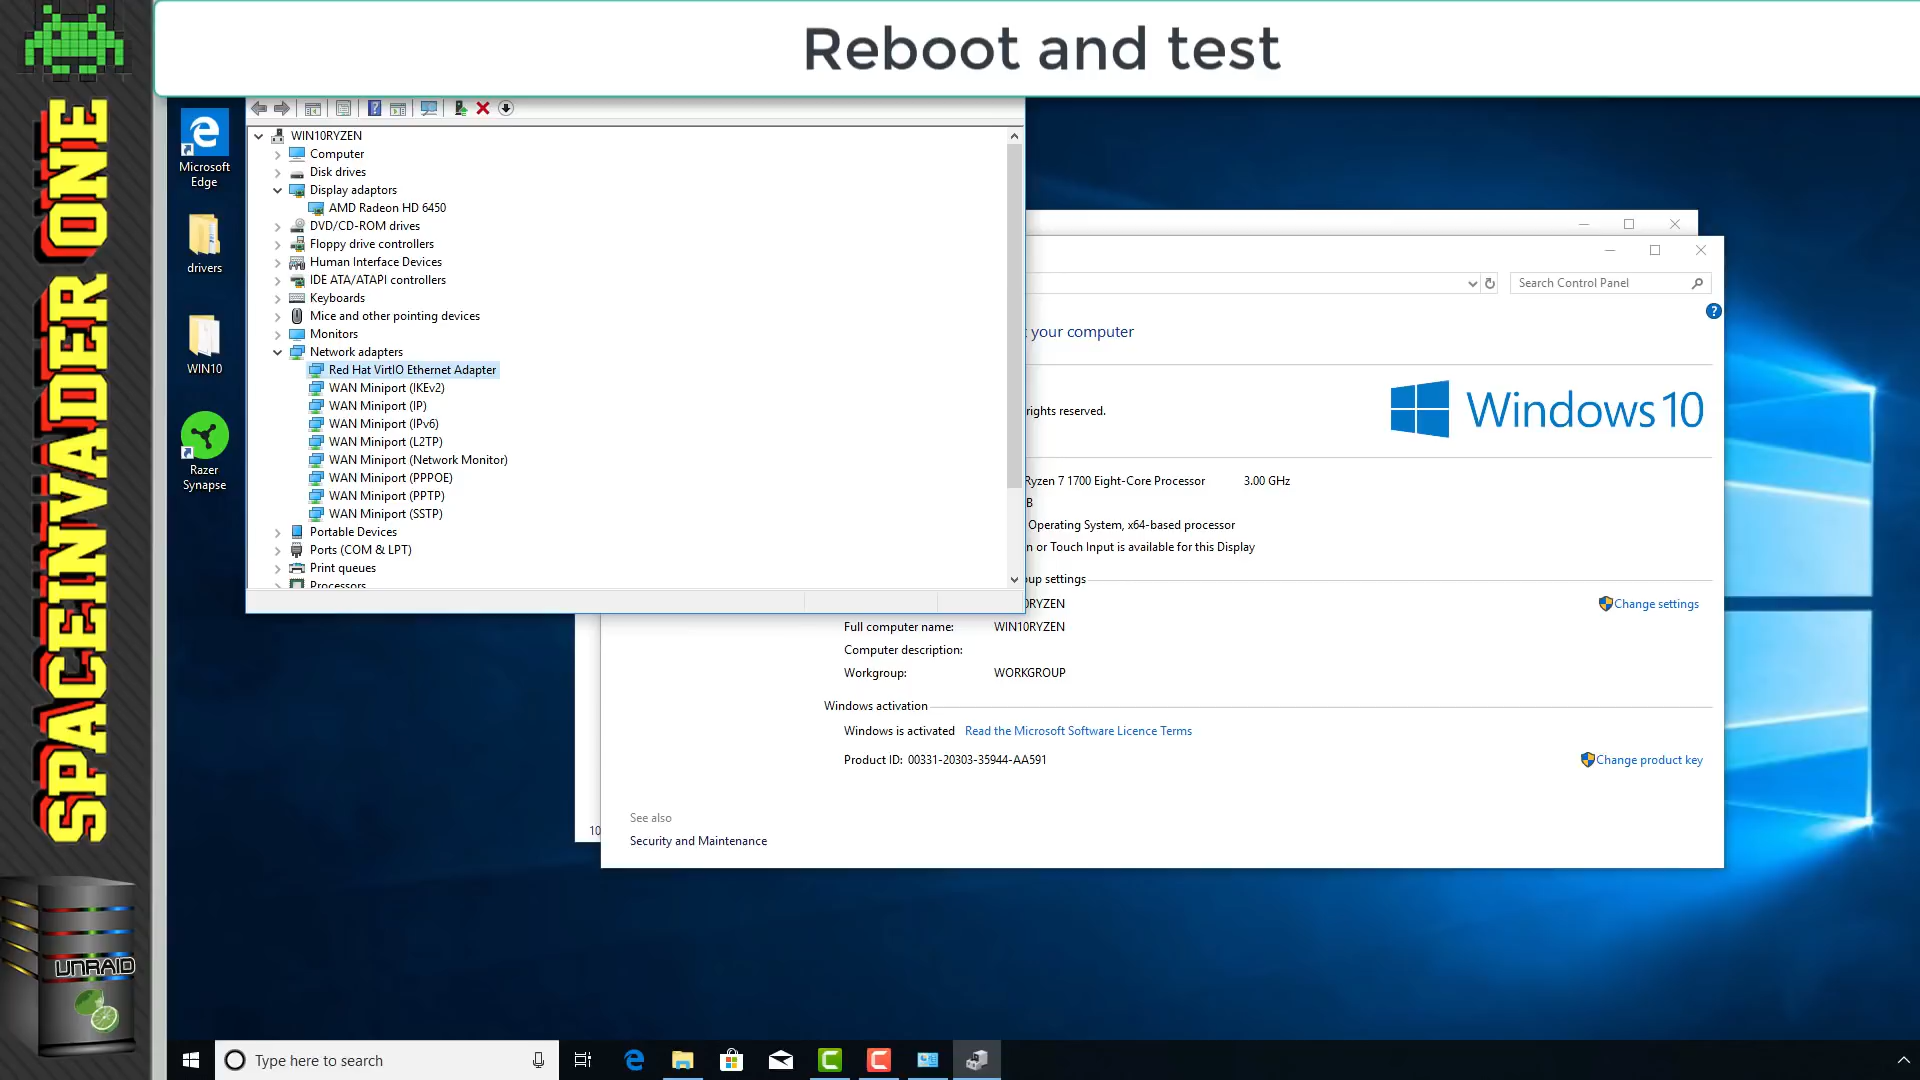 Reboot and test
SPACEINVADER ONE
UNRAID
Microsoft
Edge
drivers
WIN10
Razer
Synapse
WIN10RYZEN
Computer
Disk drives
Display adaptors
AMD Radeon HD 6450
DVD/CD-ROM drives
Floppy drive controllers
Human Interface Devices
IDE ATA/ATAPI controllers
Keyboards
Mice and other pointing devices
Monitors
Network adapters
Red Hat VirtIO Ethernet Adapter
WAN Miniport (IKEv2)
WAN Miniport (IP)
WAN Miniport (IPv6)
WAN Miniport (L2TP)
WAN Miniport (Network Monitor)
WAN Miniport (PPPOE)
WAN Miniport (PPTP)
WAN Miniport (SSTP)
Portable Devices
Ports (COM & LPT)
Print queues
Processors
Search Control Panel
your computer
rights reserved.
Windows 10
Ryzen 7 1700 Eight-Core Processor 3.00 GHz
B
Operating System, x64-based processor
n or Touch Input is available for this Display
oup settings
RYZEN
Change settings
Full computer name: WIN10RYZEN
Computer description:
Workgroup: WORKGROUP
Windows activation
Windows is activated Read the Microsoft Software Licence Terms
Product ID: 00331-20303-35944-AA591
Change product key
See also
10
Security and Maintenance
Type here to search